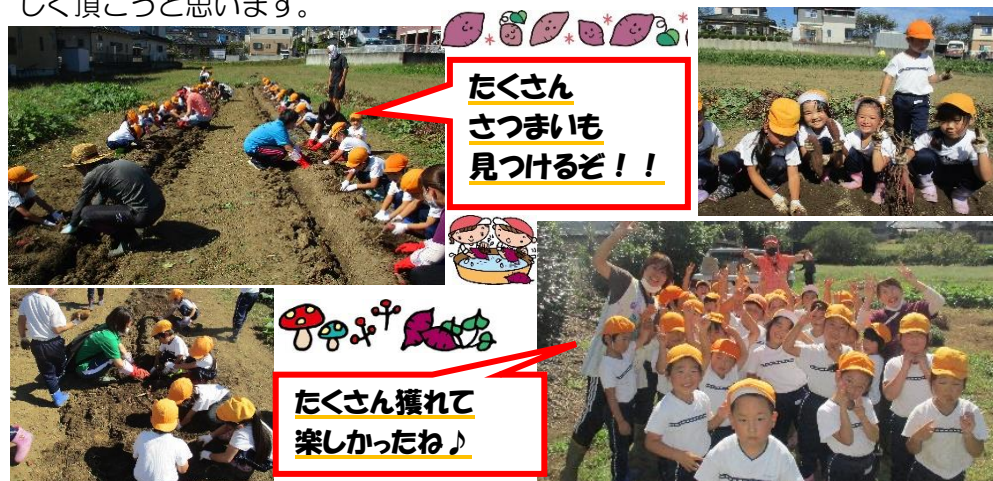 しく頂こうと思います。
たくさん
さつまいも
見つけるぞ！！
たくさん獲れて
楽しかったね♪